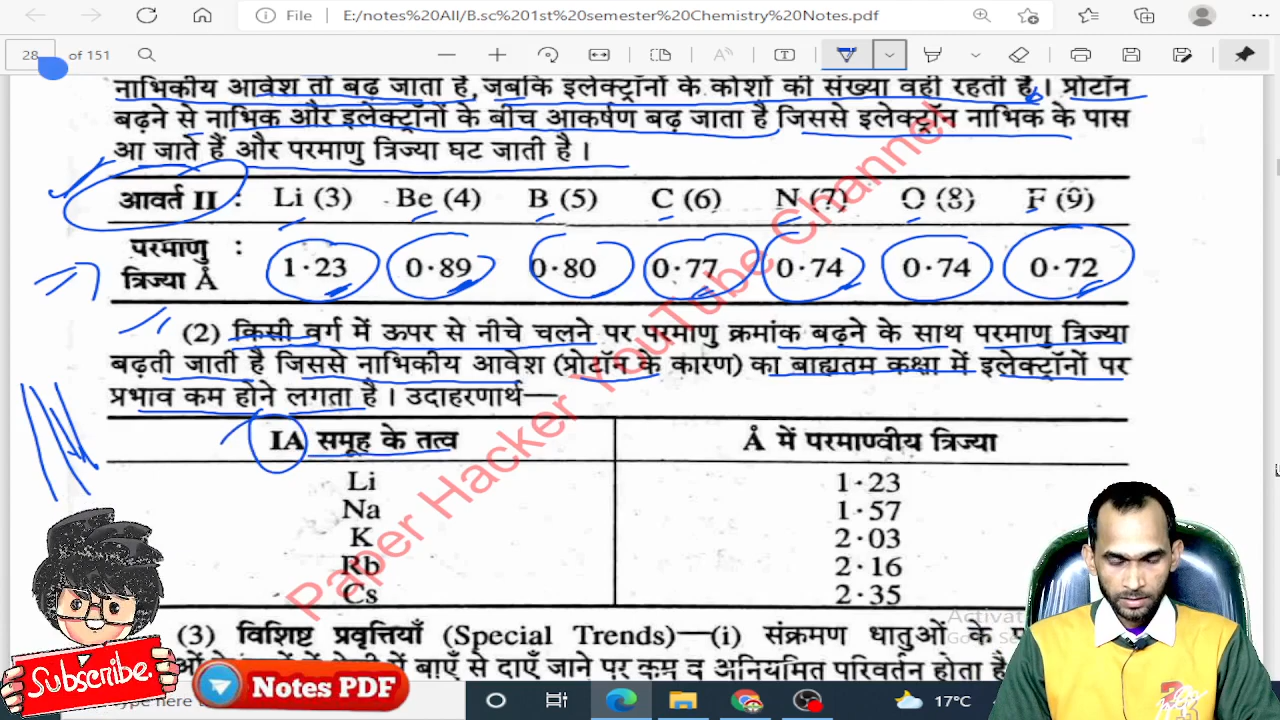 File E:/notes%20All/B.sc%201st%20semester%20Chemistry%20Notes.pdf
28 of 151
नाभिकीय आवेश तो बढ़ जाता है, जबकि इलेक्ट्रॉनों के कोशों की संख्या वही रहती है। प्रोटॉन
बढ़ने से नाभिक और इलेक्ट्रॉनों के बीच आकर्षण बढ़ जाता है जिससे इलेक्ट्रॉन नाभिक के पास
आ जाते हैं और परमाणु त्रिज्या घट जाती है।
आवर्त II : Li (3) Be (4) B (5) C (6) N (7) O (8) F (9)
परमाणु :
त्रिज्या Å 1·23 0·89 0·80 0·77 0·74 0·74 0·72
(2) किसी वर्ग में ऊपर से नीचे चलने पर परमाणु क्रमांक बढ़ने के साथ परमाणु त्रिज्या
बढ़ती जाती है जिससे नाभिकीय आवेश (प्रोटॉन के कारण) का बाह्यतम कक्षा में इलेक्ट्रॉनों पर
प्रभाव कम होने लगता है। उदाहरणार्थ—
IA समूह के तत्व Å में परमाण्वीय त्रिज्या
Li 1·23
Na 1·57
K 2·03
Rb 2·16
Cs 2·35
(3) विशिष्ट प्रवृत्तियाँ (Special Trends)—(i) संक्रमण धातुओं के
में बाएँ से दाएँ जाने पर कम व अनियमित परिवर्तन होता है
Paper Hacker YouTube Channel
Subscribe.
Notes PDF
here to
17°C